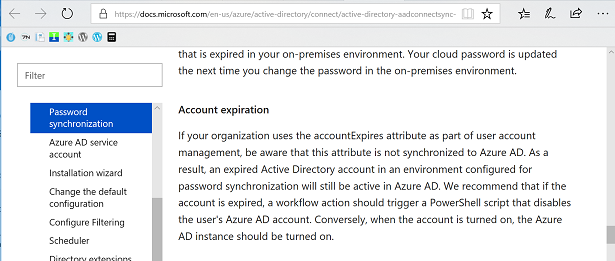 https://docs.microsoft.com/en-us/azure/active-directory/connect/active-directory-aadconnectsync-
7N
Filter
Password
synchronization
Azure AD service
account
Installation wizard
Change the default
configuration
Configure Filtering
Scheduler
Directory extensions
that is expired in your on-premises environment. Your cloud password is updated
the next time you change the password in the on-premises environment.
Account expiration
If your organization uses the accountExpires attribute as part of user account
management, be aware that this attribute is not synchronized to Azure AD. As a
result, an expired Active Directory account in an environment configured for
password synchronization will still be active in Azure AD. We recommend that if the
account is expired, a workflow action should trigger a PowerShell script that disables
the user's Azure AD account. Conversely, when the account is turned on, the Azure
AD instance should be turned on.